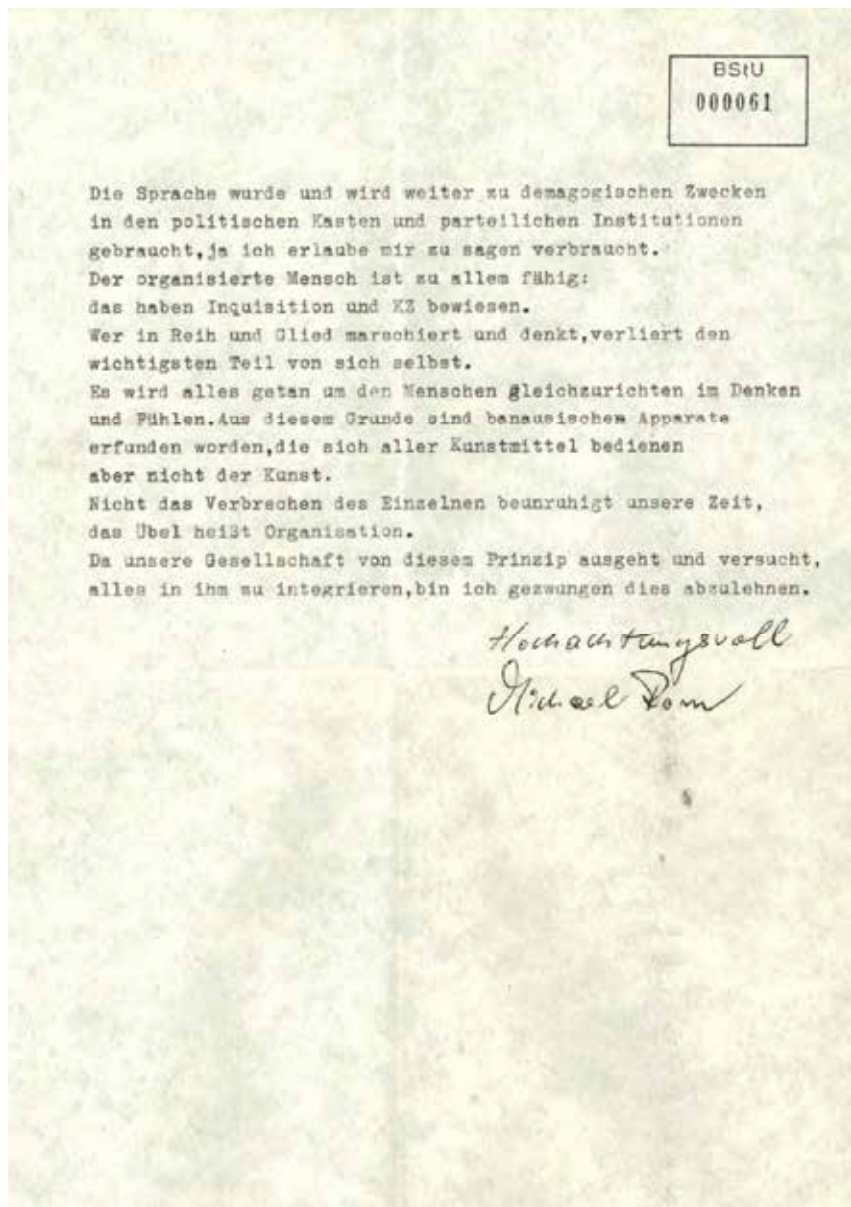 BStU
000061
Die Sprache wurde und wird weiter zu demagogischen Zwecken
in den politischen Kasten und parteilichen Institutionen
gebraucht,ja ich erlaube mir zu sagen verbraucht.
Der organisierte Mensch ist zu allem fähig:
das haben Inquisition und KZ bewiesen.
Wer in Reih und Glied marschiert und denkt,verliert den
wichtigsten Teil von sich selbst.
Es wird alles getan um den Menschen gleichzurichten im Denken
und Fühlen.Aus diesem Grunde sind banausischen Apparate
erfunden worden,die sich aller Kunstmittel bedienen
aber nicht der Kunst.
Nicht das Verbrechen des Einzelnen beunruhigt unsere Zeit,
das Übel heißt Organisation.
Da unsere Gesellschaft von diesem Prinzip ausgeht und versucht,
alles in ihm zu integrieren,bin ich gezwungen dies abzulehnen.
Hochachtungsvoll
Michael